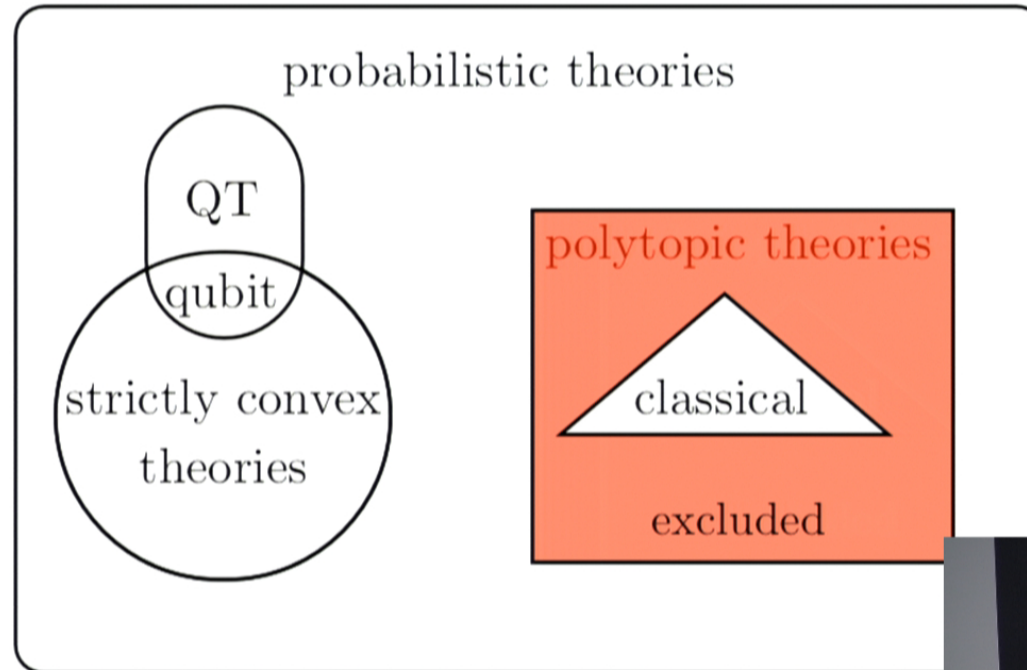 probabilistic theories
QT
qubit
strictly convex
theories
polytopic theories
classical
excluded